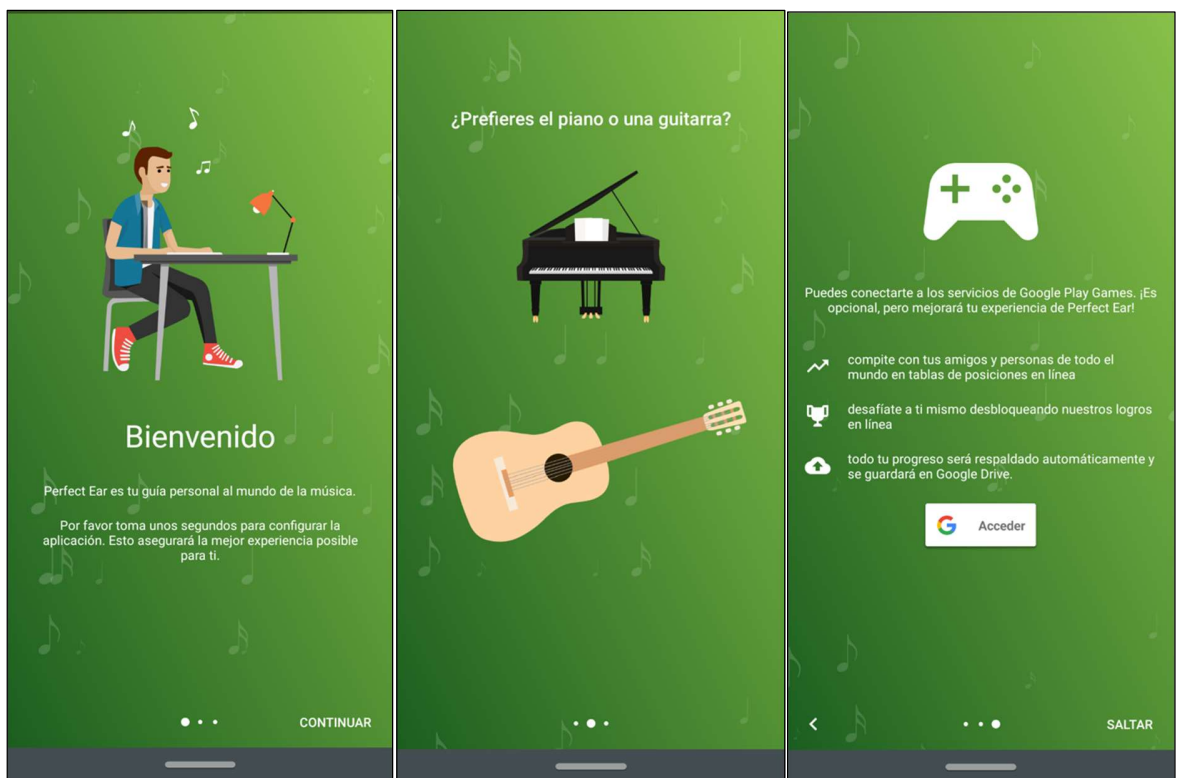 Bienvenido
Perfect Ear es tu guía personal al mundo de la música.
Por favor toma unos segundos para configurar la
aplicación. Esto asegurará la mejor experiencia posible
para ti.
CONTINUAR
¿Prefieres el piano o una guitarra?
Puedes conectarte a los servicios de Google Play Games. ¡Es
opcional, pero mejorará tu experiencia de Perfect Ear!
compite con tus amigos y personas de todo el
mundo en tablas de posiciones en línea
desafíate a ti mismo desbloqueando nuestros logros
en línea
todo tu progreso será respaldado automáticamente y
se guardará en Google Drive.
G Acceder
SALTAR